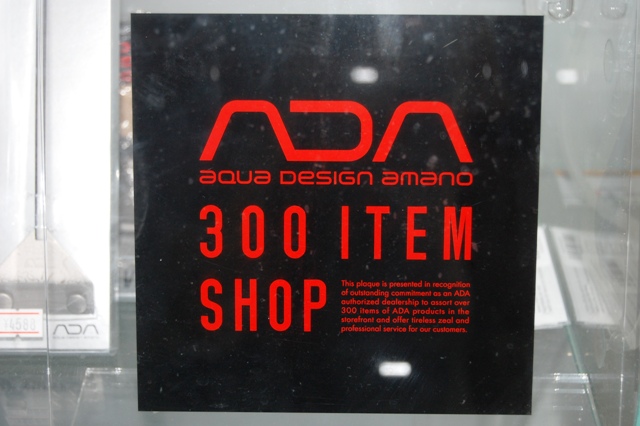 ADA
aqua DESIGN amano
300 ITEM
SHOP
This plaque is presented in recognition
of outstanding commitment as an ADA
authorized dealership to assort over
300 items of ADA products in the
storefront and offer tireless zeal and
professional service for our customers.
ADA